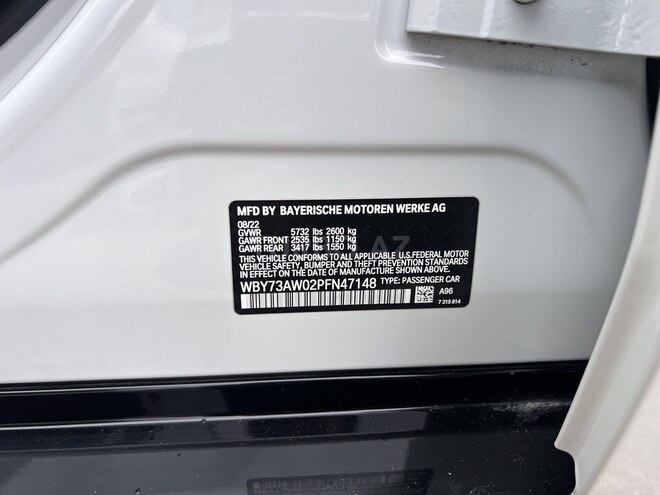 MFD BY BAYERISCHE MOTOREN WERKE AG
08/22
GVWR 5732 lbs 2600 kg
GAWR FRONT 2535 lbs 1150 kg
GAWR REAR 3417 lbs 1550 kg
THIS VEHICLE CONFORMS TO ALL APPLICABLE U.S.FEDERAL MOTOR
VEHICLE SAFETY, BUMPER AND THEFT PREVENTION STANDARDS
IN EFFECT ON THE DATE OF MANUFACTURE SHOWN ABOVE.
WBY73AW02PFN47148 TYPE: PASSENGER CAR
A96
7 315 814
TURBO.AZ